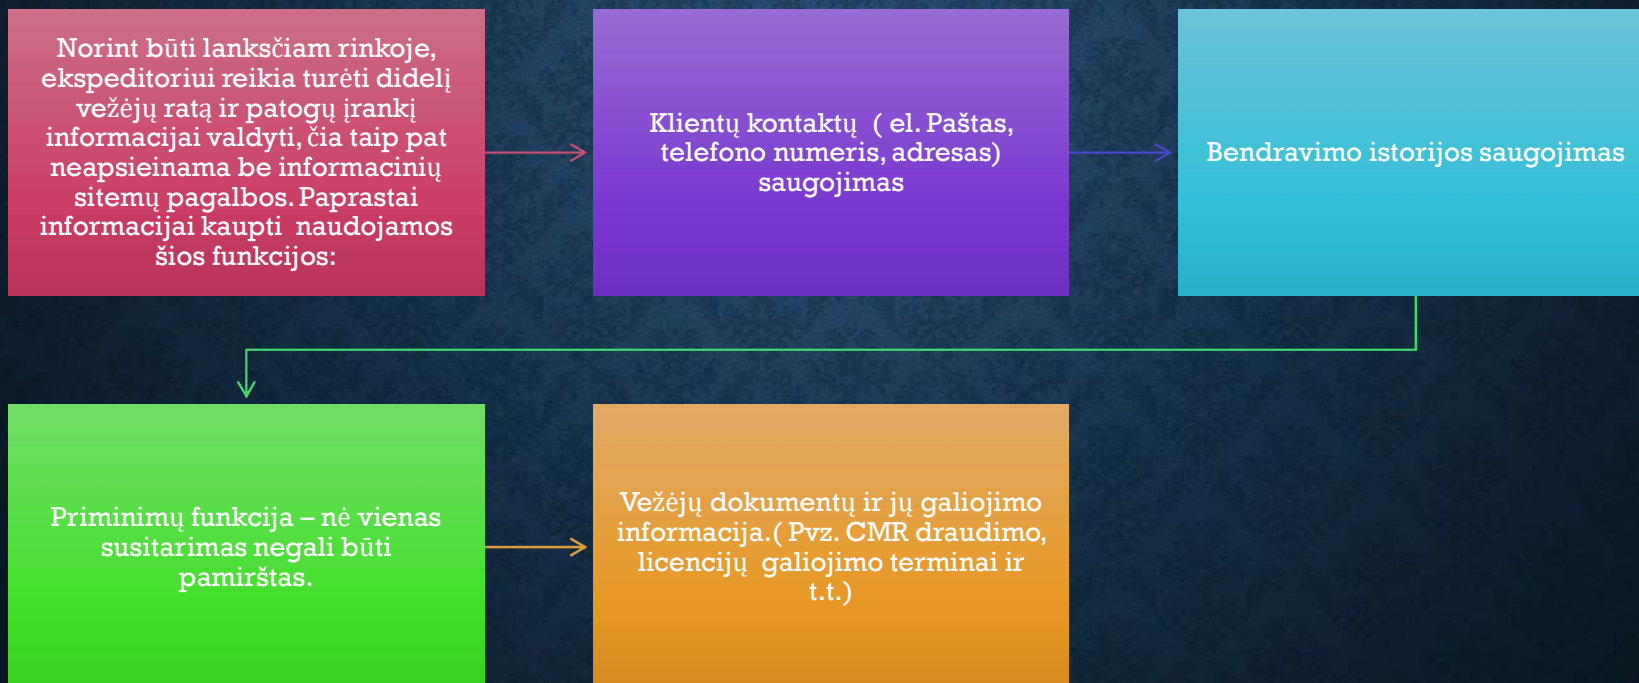 Norint būti lanksčiam rinkoje,
ekspeditoriui reikia turėti didelį
vežėjų ratą ir patogų įrankį
informacijai valdyti, čia taip pat
neapsieinama be informacinių
sitemų pagalbos. Paprastai
informacijai kaupti  naudojamos
šios funkcijos:
Klientų kontaktų  ( el. Paštas,
telefono numeris, adresas)
saugojimas
Bendravimo istorijos saugojimas
Priminimų funkcija – nė vienas
susitarimas negali būti
pamirštas.
Vežėjų dokumentų ir jų galiojimo
informacija.( Pvz. CMR draudimo,
licencijų  galiojimo terminai ir
t.t.)